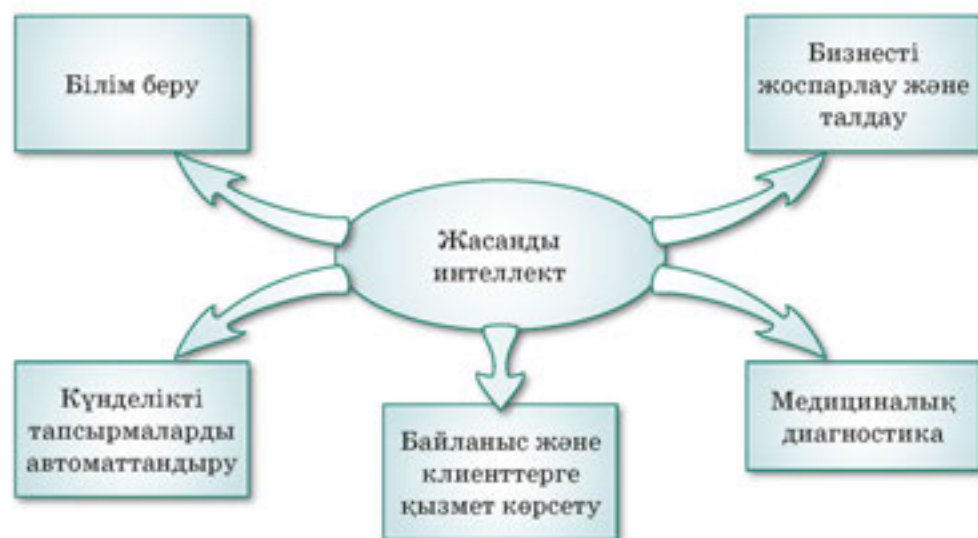 Білім беру
Бизнесті
жоспарлау және
талдау
Жасанды
интеллект
Күнделікті
тапсырмаларды
автоматтандыру
Байланыс және
клиенттерге
қызмет көрсету
Медициналық
диагностика